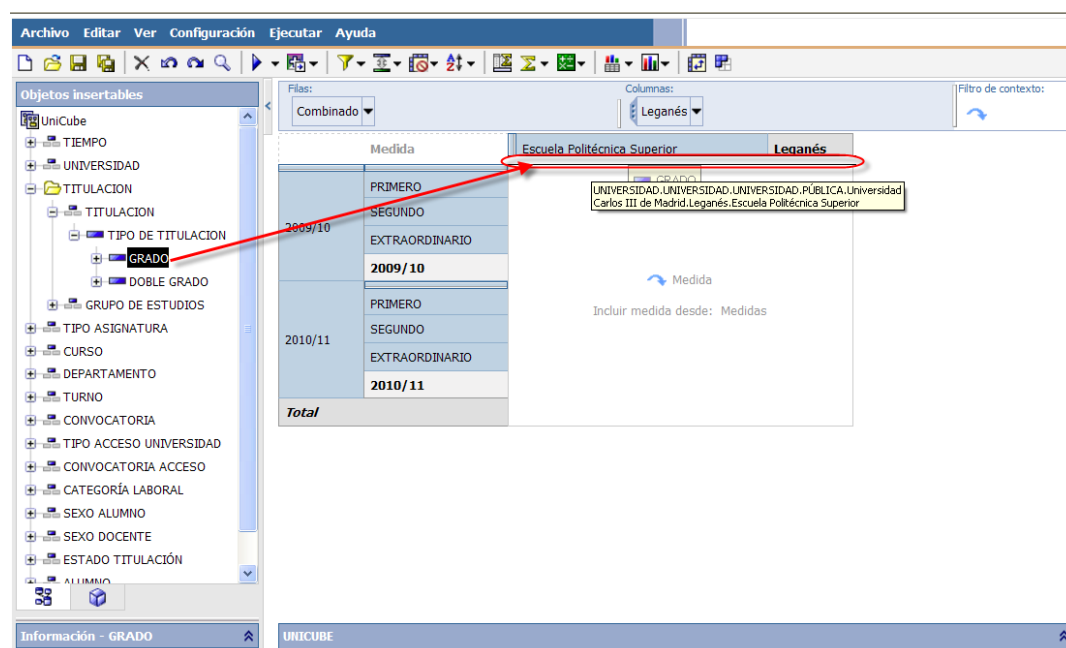 Archivo Editar Ver Configuración Ejecutar Ayuda
Objetos insertables
UniCube
TIEMPO
UNIVERSIDAD
TITULACION
TITULACION
TIPO DE TITULACION
GRADO
DOBLE GRADO
GRUPO DE ESTUDIOS
TIPO ASIGNATURA
CURSO
DEPARTAMENTO
TURNO
CONVOCATORIA
TIPO ACCESO UNIVERSIDAD
CONVOCATORIA ACCESO
CATEGORÍA LABORAL
SEXO ALUMNO
SEXO DOCENTE
ESTADO TITULACIÓN
ALUMNO
Información - GRADO
Filas:
Combinado
Columnas:
Leganés
Filtro de contexto:
Medida
Escuela Politécnica Superior
Leganés
GRADO
UNIVERSIDAD.UNIVERSIDAD.UNIVERSIDAD.PÚBLICA.Universidad
Carlos III de Madrid.Leganés.Escuela Politécnica Superior
2009/10
PRIMERO
SEGUNDO
EXTRAORDINARIO
2009/10
2010/11
PRIMERO
SEGUNDO
EXTRAORDINARIO
2010/11
Total
Medida
Incluir medida desde: Medidas
UNICUBE